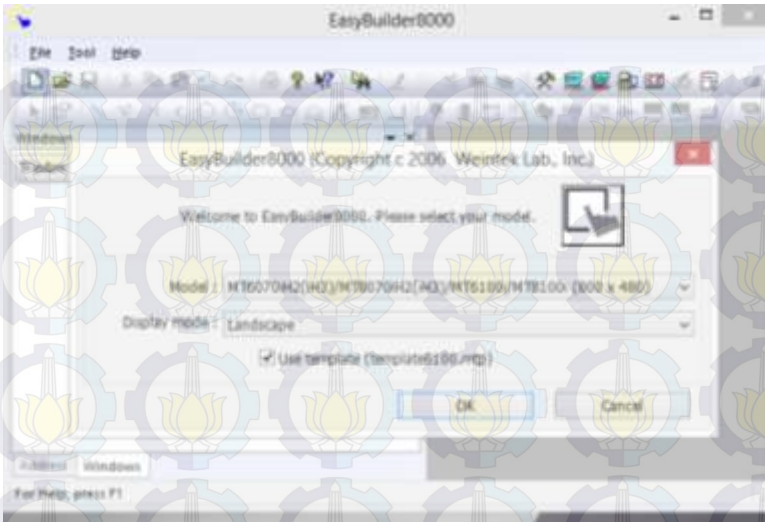 EasyBuilder8000
File Tool Help
Windows
EasyBuilder8000 (Copyright c 2006 Weintek Lab., Inc.)
Welcome to EasyBuilder8000. Please select your model.
Model : MT6070iH2(iH3)/MT8070iH2(iH3)/MT6100i/MT8100i (800 x 480)
Display mode : Landscape
Use template (template6100.mtp)
OK Cancel
Address Windows
For Help, press F1